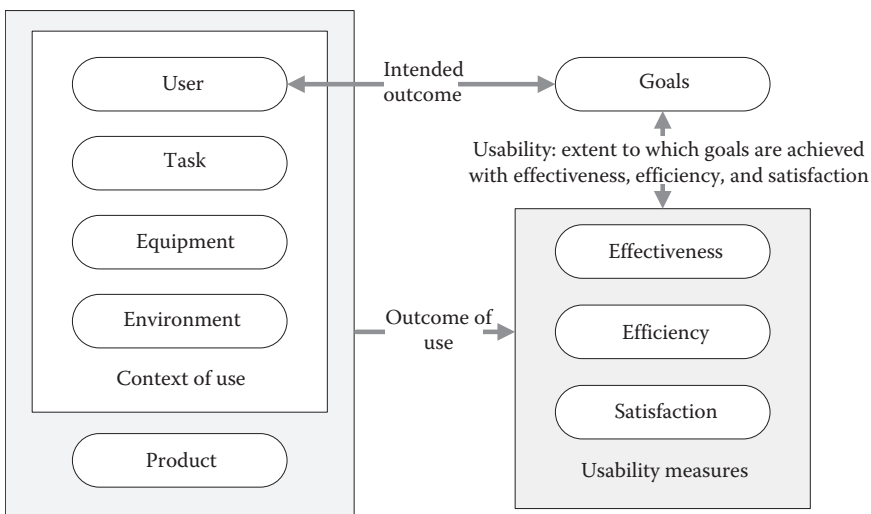 User
Task
Equipment
Environment
Context of use
Product
Intended
outcome
Outcome of
use
Goals
Usability: extent to which goals are achieved
with effectiveness, efficiency, and satisfaction
Effectiveness
Efficiency
Satisfaction
Usability measures